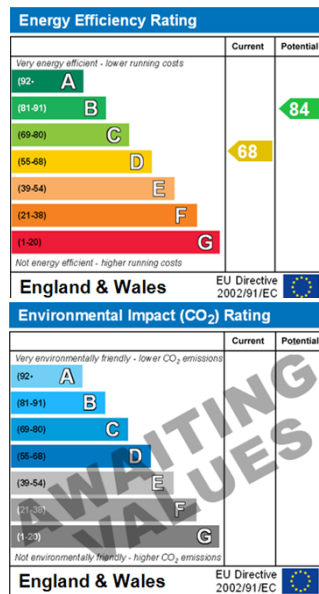 Energy Efficiency Rating
Current Potential
Very energy efficient - lower running costs
(92- A
(81-91) B
84
(69-80) C
68
(55-68) D
(39-54) E
(21-38) F
(1-20) G
Not energy efficient - higher running costs
England & Wales
EU Directive
2002/91/EC
Environmental Impact (CO2) Rating
Current Potential
Very environmentally friendly - lower CO2 emissions
(92- A
(81-91) B
(69-80) C
(55-68) D
(39-54) E
(21-38) F
(1-20) G
AWAITING
VALUES
Not environmentally friendly - higher CO2 emissions
England & Wales
EU Directive
2002/91/EC